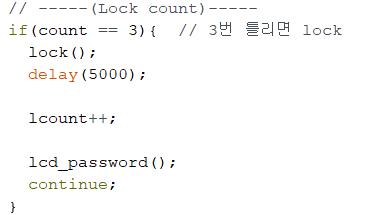 // -----(Lock count)-----
if(count == 3){  // 3번 틀리면 lock
  lock();
  delay(5000);

  lcount++;

  lcd_password();
  continue;
}